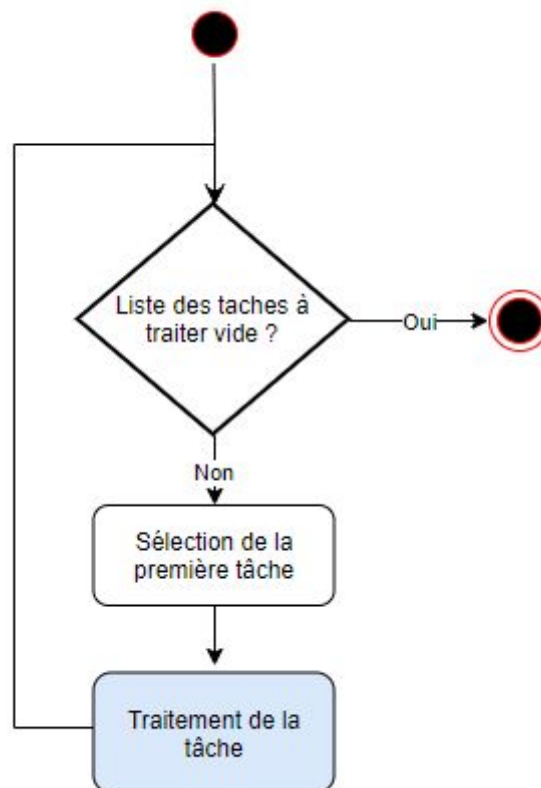 Liste des taches à
traiter vide ?
Oui
Non
Sélection de la
première tâche
Traitement de la
tâche